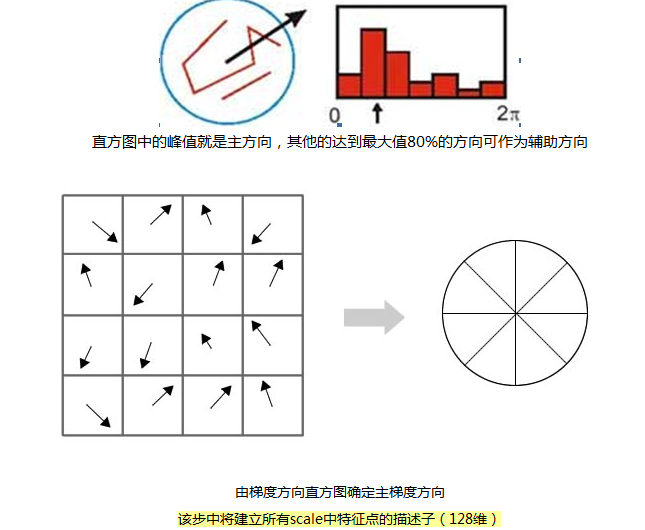 0 2π
直方图中的峰值就是主方向，其他的达到最大值80%的方向可作为辅助方向
由梯度方向直方图确定主梯度方向
该步中将建立所有scale中特征点的描述子（128维）